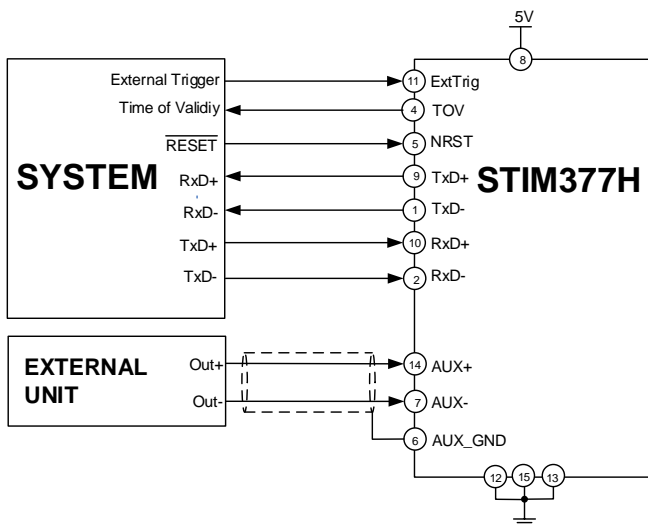 5V
8
External Trigger
11
ExtTrig
Time of Validiy
4
TOV
RESET
5
NRST
SYSTEM
RxD+
9
TxD+
STIM377H
RxD-
1
TxD-
TxD+
10
RxD+
TxD-
2
RxD-
EXTERNAL
UNIT
Out+
14
AUX+
Out-
7
AUX-
6
AUX_GND
12
15
13